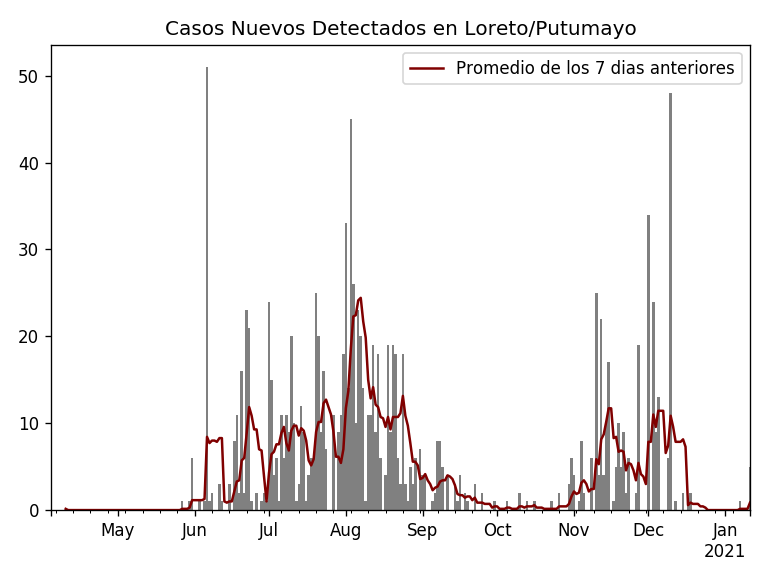 Casos Nuevos Detectados en Loreto/Putumayo
Promedio de los 7 dias anteriores
50
40
30
20
10
0
May Jun Jul Aug Sep Oct Nov Dec Jan
2021